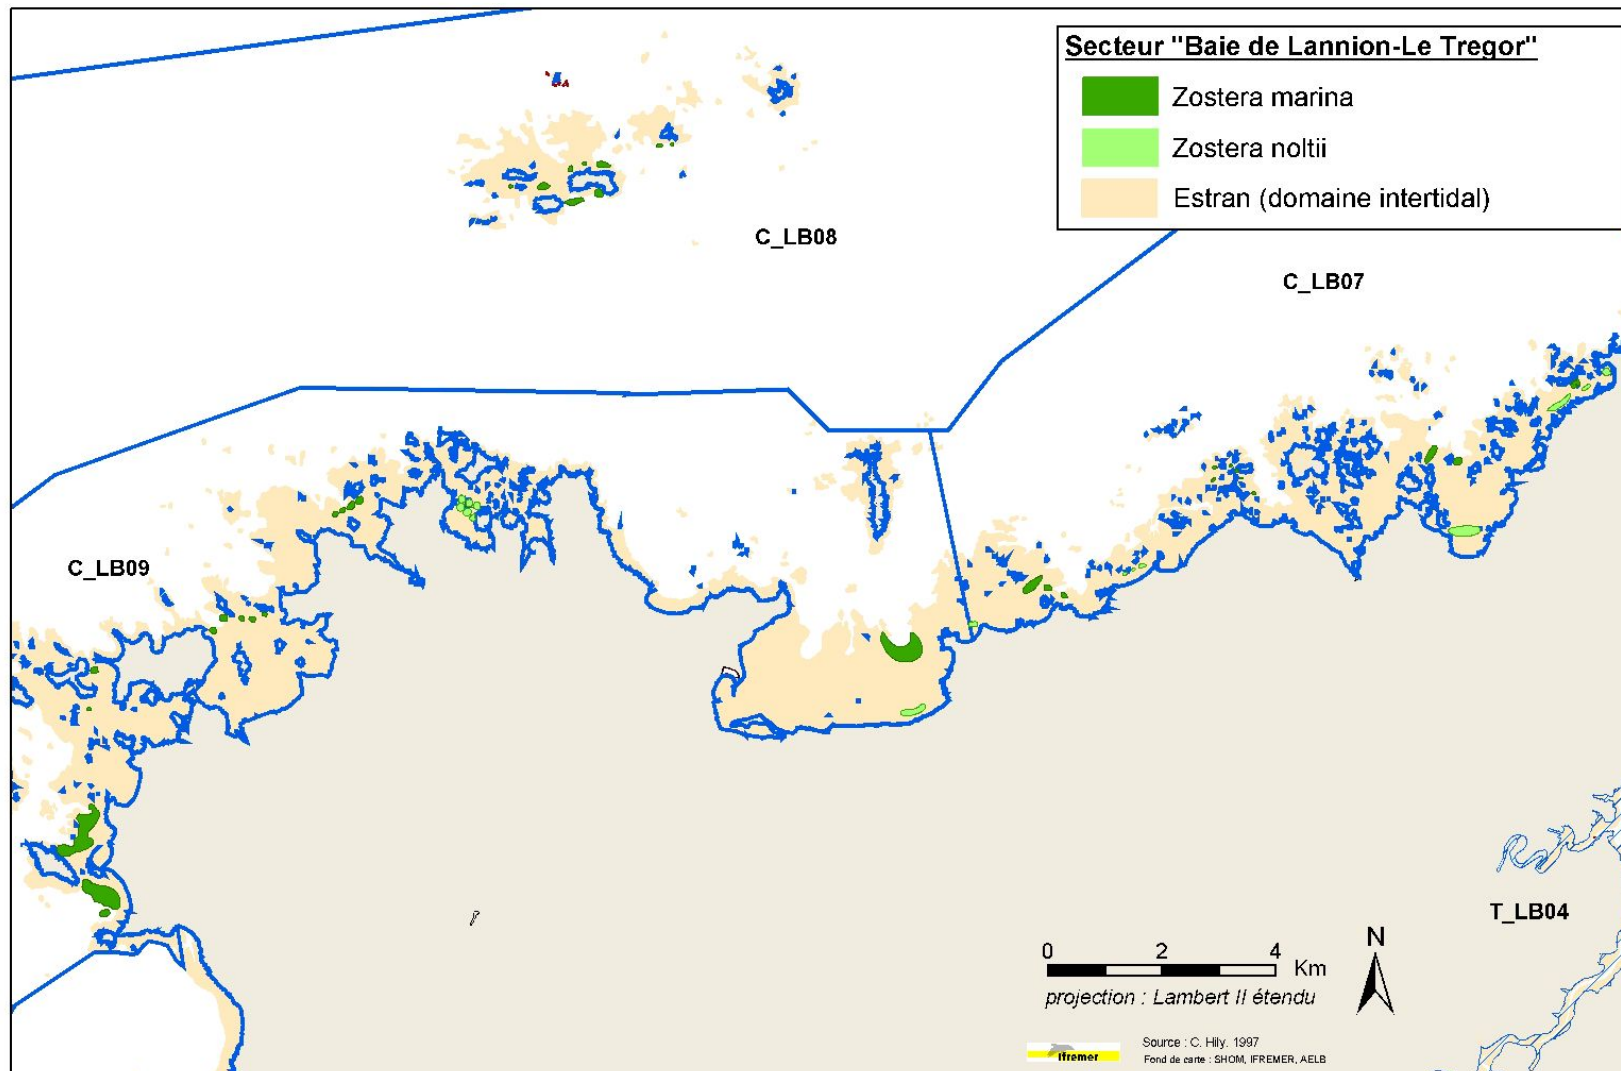 Secteur "Baie de Lannion-Le Tregor"
Zostera marina
Zostera noltii
Estran (domaine intertidal)
C_LB08
C_LB07
C_LB09
T_LB04
0 2 4 Km
N
projection : Lambert II étendu
Ifremer
Source : C. Hily. 1997
Fond de carte : SHOM, IFREMER, AELB